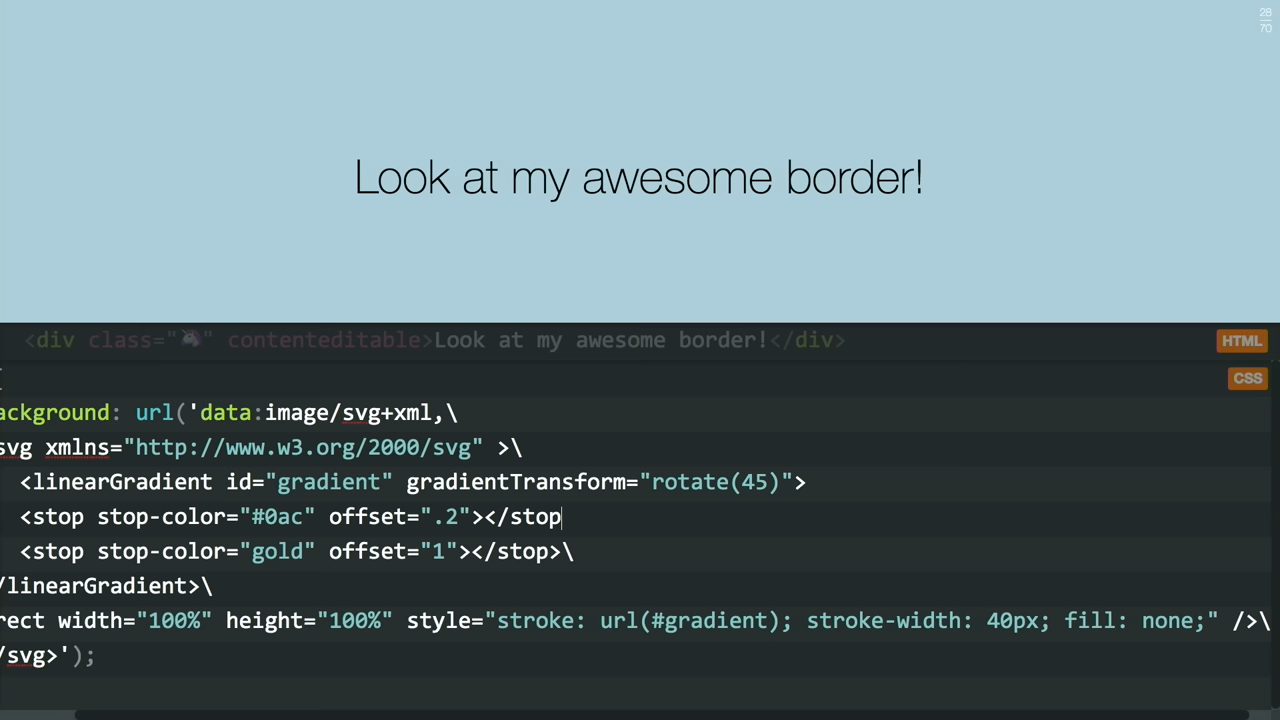 28
70
Look at my awesome border!
<div class="🦄" contenteditable>Look at my awesome border!</div>
HTML
{
CSS
ackground: url('data:image/svg+xml,\
svg xmlns="http://www.w3.org/2000/svg" >\
<linearGradient id="gradient" gradientTransform="rotate(45)">
<stop stop-color="#0ac" offset=".2"></stop
<stop stop-color="gold" offset="1"></stop>\
/linearGradient>\
rect width="100%" height="100%" style="stroke: url(#gradient); stroke-width: 40px; fill: none;" />\
/svg>');